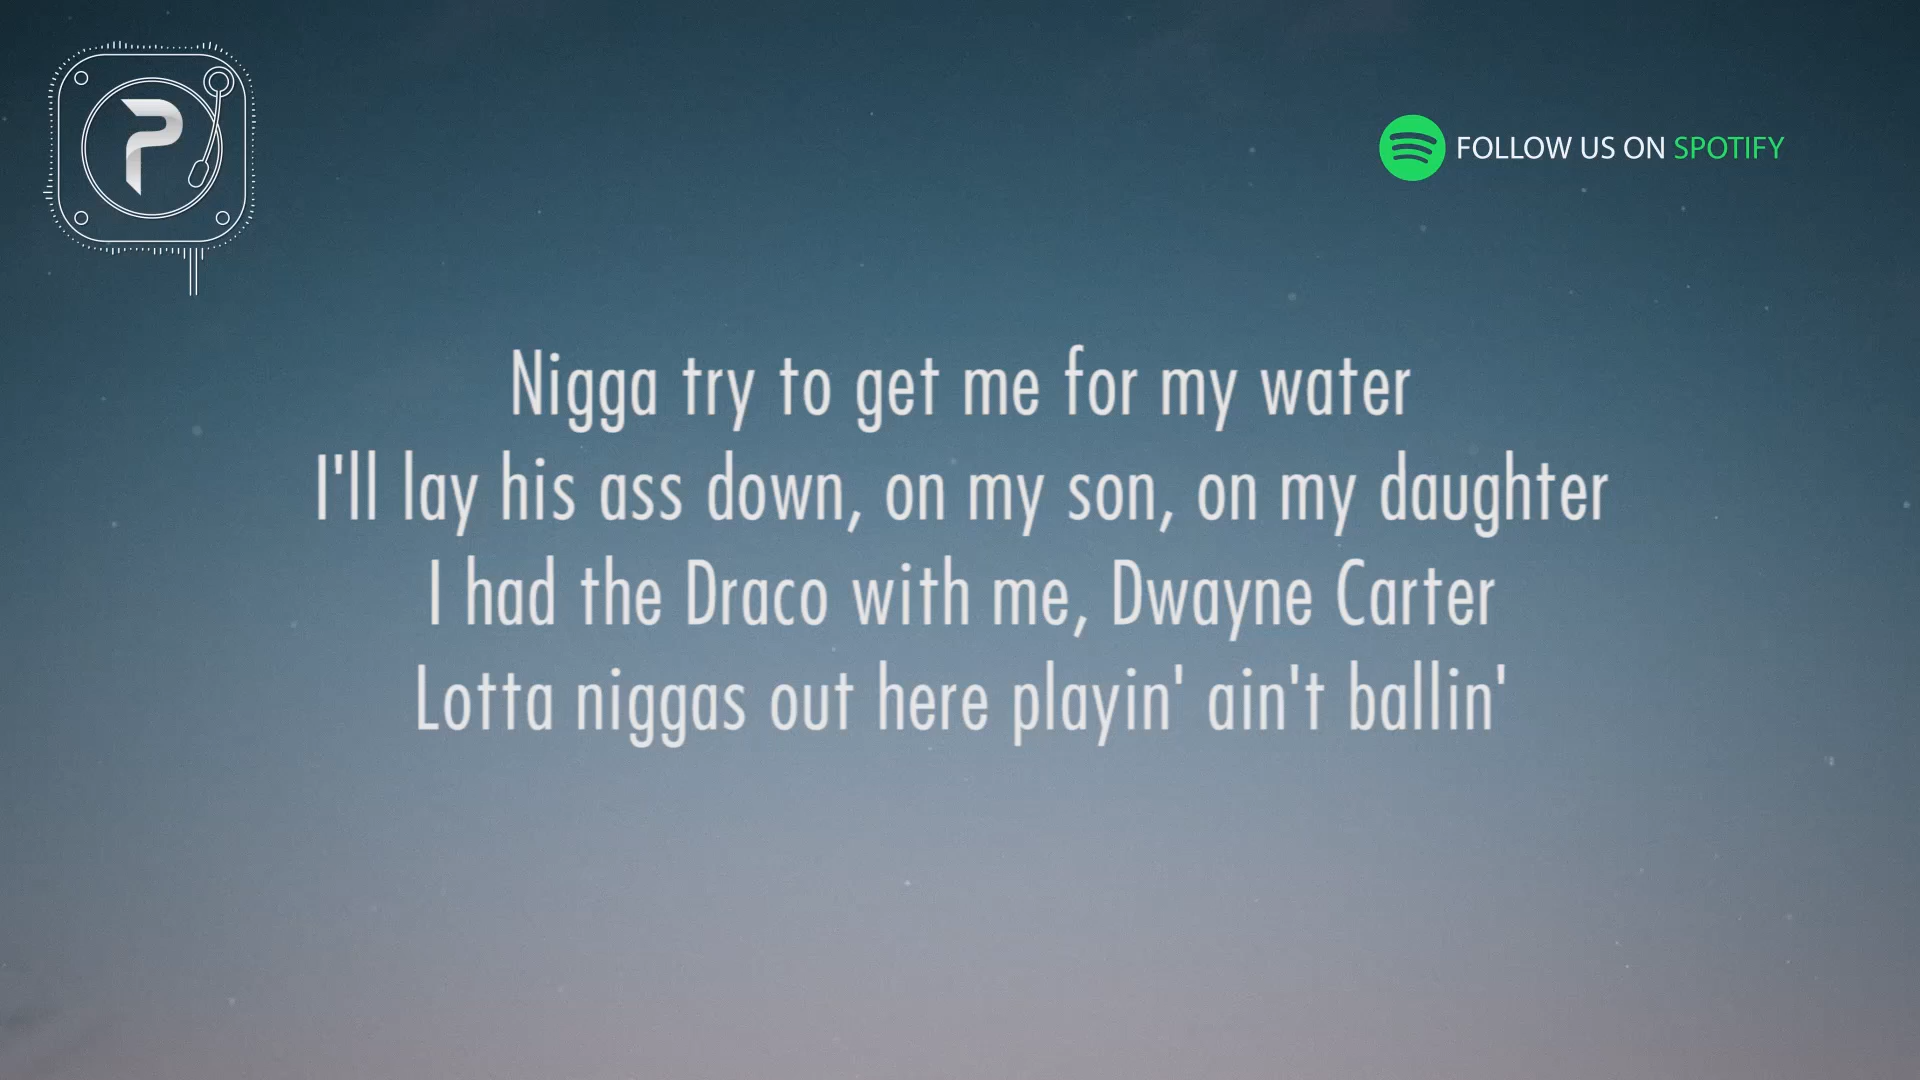 P
FOLLOW US ON SPOTIFY
Nigga try to get me for my water
I'll lay his ass down, on my son, on my daughter
I had the Draco with me, Dwayne Carter
Lotta niggas out here playin' ain't ballin'